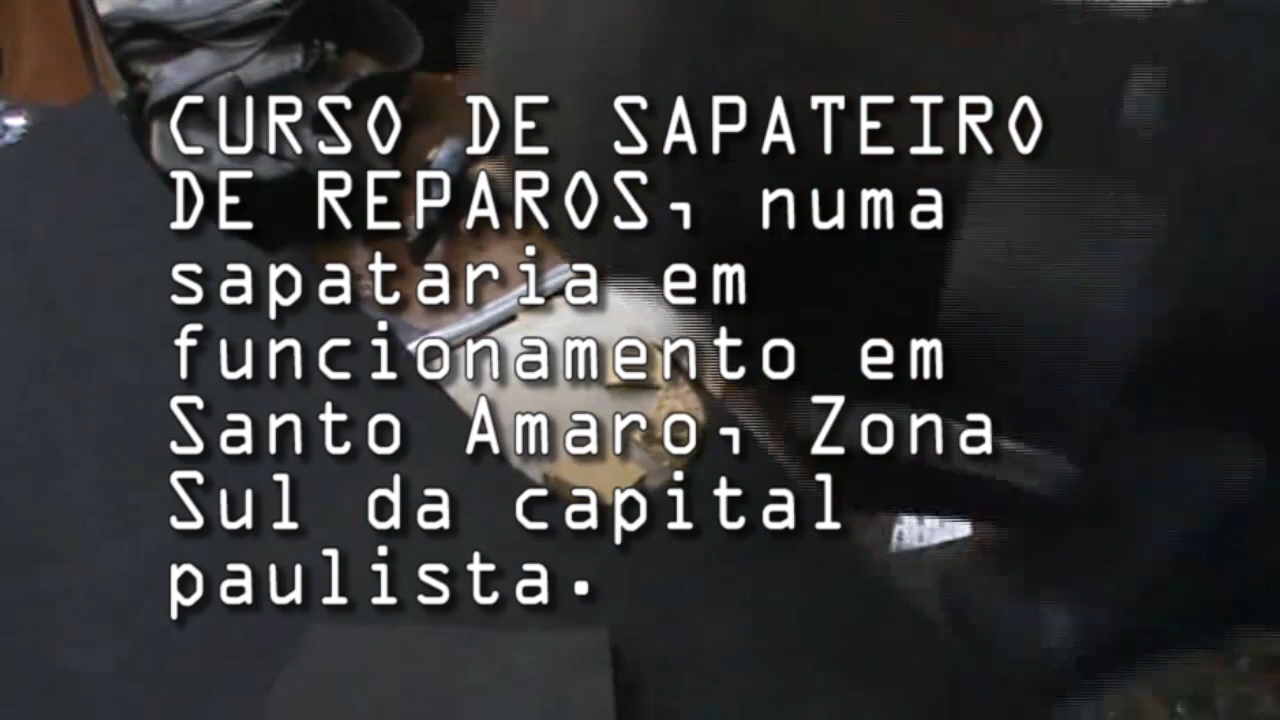 CURSO DE SAPATEIRO
DE REPAROS, numa
sapataria em
funcionamento em
Santo Amaro, Zona
Sul da capital
paulista.